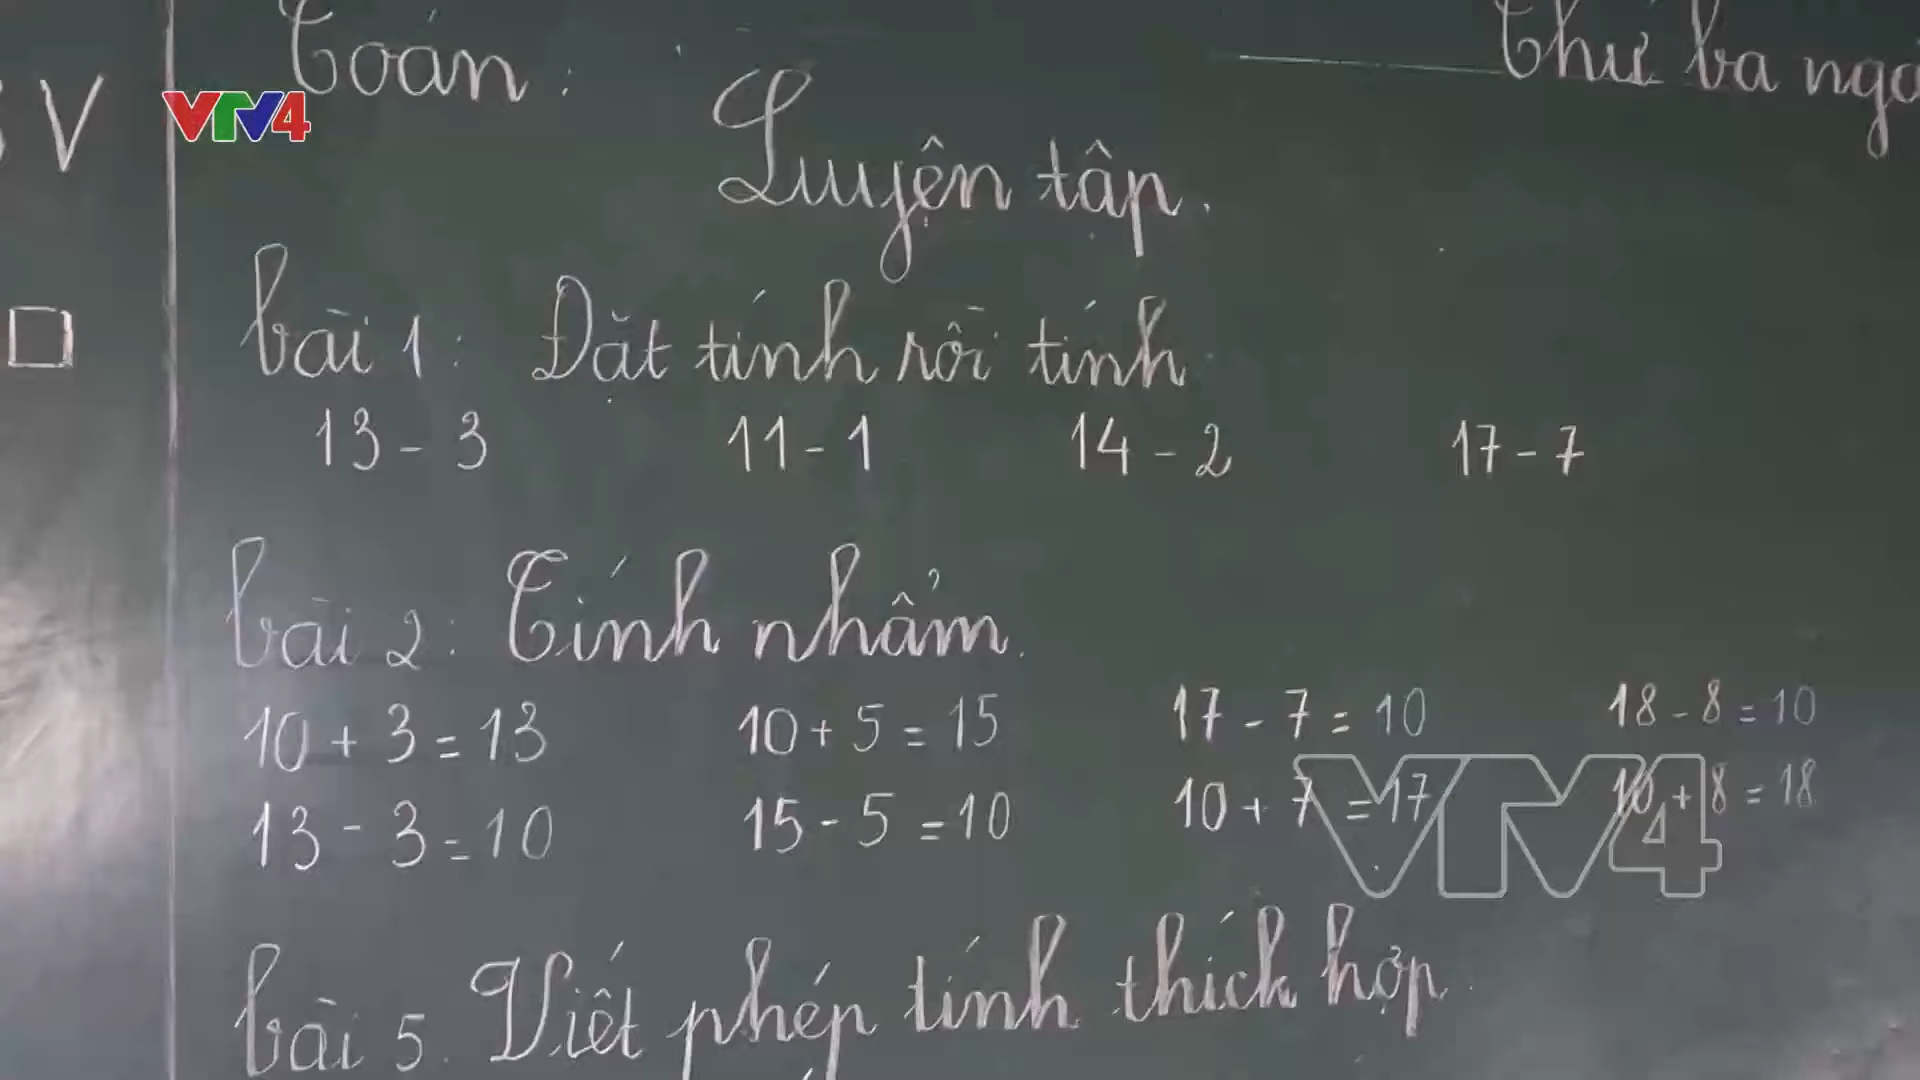 Thứ ba ngà
Toán:
V
VTV4
Luyện tập.
bài 1: Đặt tính rồi tính
13 - 3 11 - 1 14 - 2 17 - 7
bài 2: Tính nhẩm.
10 + 3 = 13 10 + 5 = 15 17 - 7 = 10 18 - 8 = 10
13 - 3 = 10 15 - 5 = 10 10 + 7 = 17 10 + 8 = 18
VTV4
bài 5. Viết phép tính thích hợp.